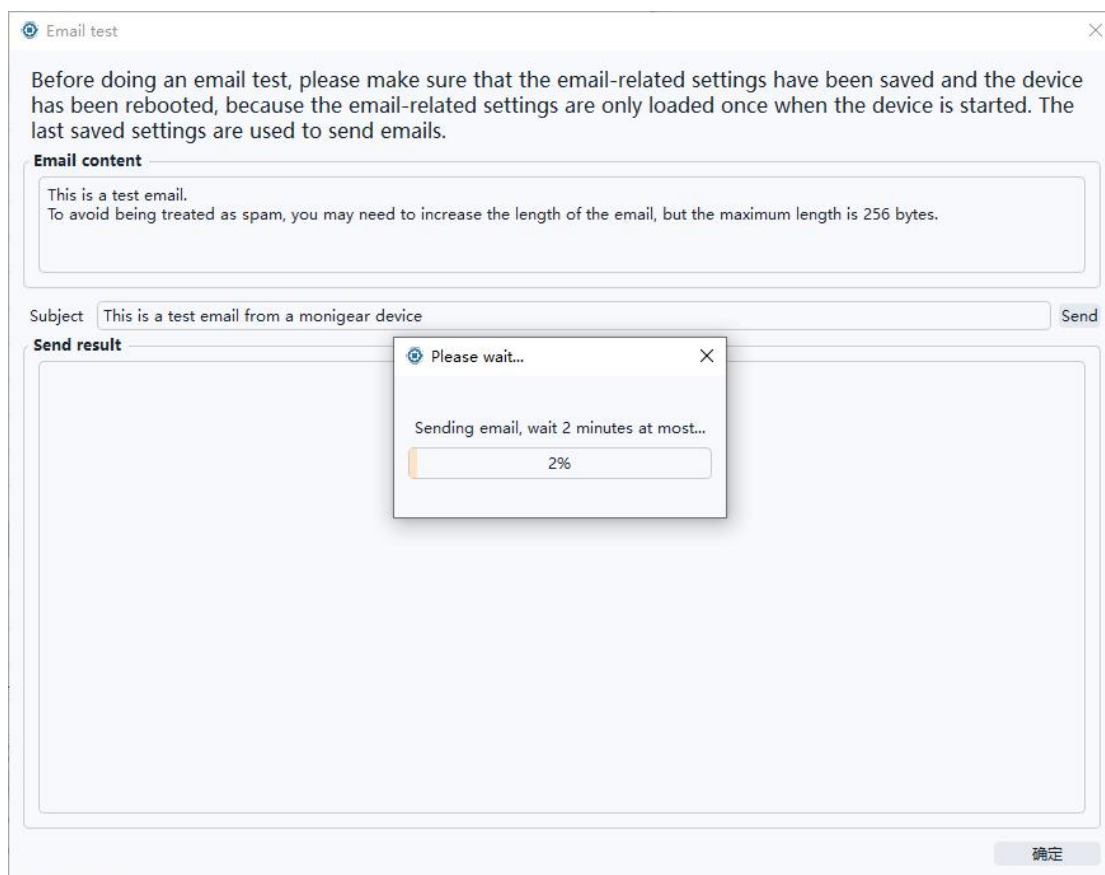 Email test
Before doing an email test, please make sure that the email-related settings have been saved and the device
has been rebooted, because the email-related settings are only loaded once when the device is started. The
last saved settings are used to send emails.
Email content
This is a test email.
To avoid being treated as spam, you may need to increase the length of the email, but the maximum length is 256 bytes.
Subject This is a test email from a monigear device Send
Send result
Please wait...
Sending email, wait 2 minutes at most...
2%
确定